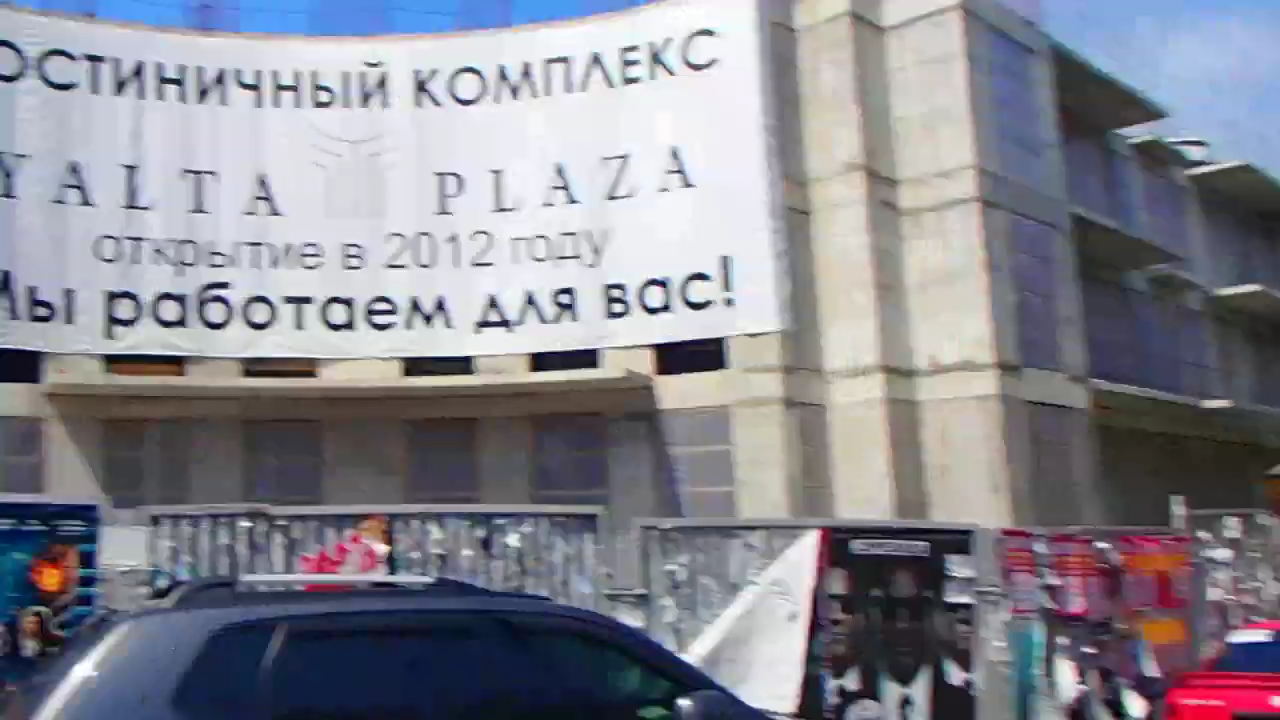 ОСТИНИЧНЫЙ КОМПЛЕКС
YALTA PLAZA
открытие в 2012 году
Мы работаем для вас!